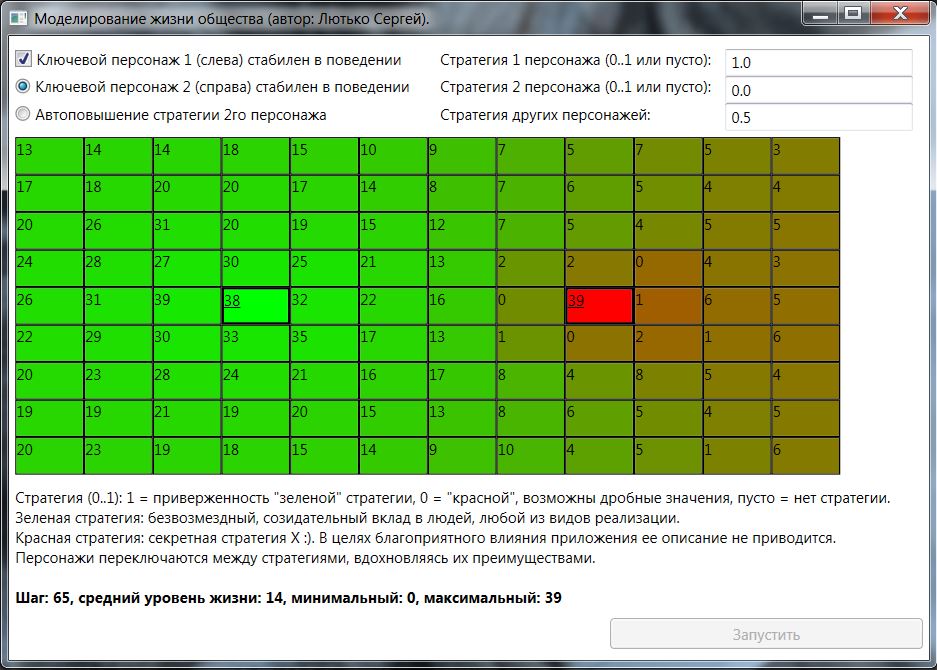 Моделирование жизни общества (автор: Лютько Сергей).
Ключевой персонаж 1 (слева) стабилен в поведении Стратегия 1 персонажа (0..1 или пусто): 1.0
Ключевой персонаж 2 (справа) стабилен в поведении Стратегия 2 персонажа (0..1 или пусто): 0.0
Автоповышение стратегии 2го персонажа Стратегия других персонажей: 0.5
13 14 14 18 15 10 9 7 5 7 5 3
17 18 20 20 17 14 8 7 6 5 4 4
20 26 31 20 19 15 12 7 5 4 5 5
24 28 27 30 25 21 13 2 2 0 4 3
26 31 39 38 32 22 16 0 39 1 6 5
22 29 30 33 35 17 13 1 0 2 1 6
20 23 28 24 21 16 17 8 4 8 5 4
19 19 21 19 20 15 13 8 6 5 4 5
20 23 19 18 15 14 9 10 4 5 1 6
Стратегия (0..1): 1 = приверженность "зеленой" стратегии, 0 = "красной", возможны дробные значения, пусто = нет стратегии.
Зеленая стратегия: безвозмездный, созидательный вклад в людей, любой из видов реализации.
Красная стратегия: секретная стратегия X :). В целях благоприятного влияния приложения ее описание не приводится.
Персонажи переключаются между стратегиями, вдохновляясь их преимуществами.
Шаг: 65, средний уровень жизни: 14, минимальный: 0, максимальный: 39
Запустить